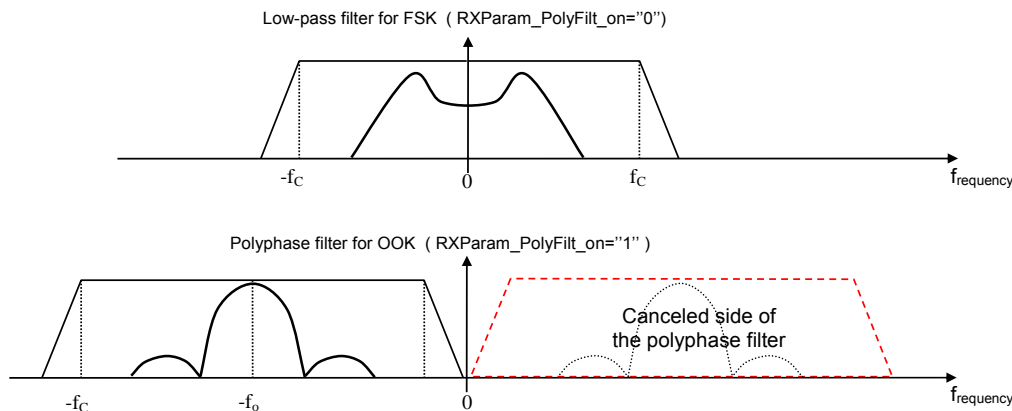 Low-pass filter for FSK ( RXParam_PolyFilt_on=''0'')
-fC 0 fC
frequency
Polyphase filter for OOK ( RXParam_PolyFilt_on=''1'' )
Canceled side of
the polyphase filter
-fC -fo 0
frequency